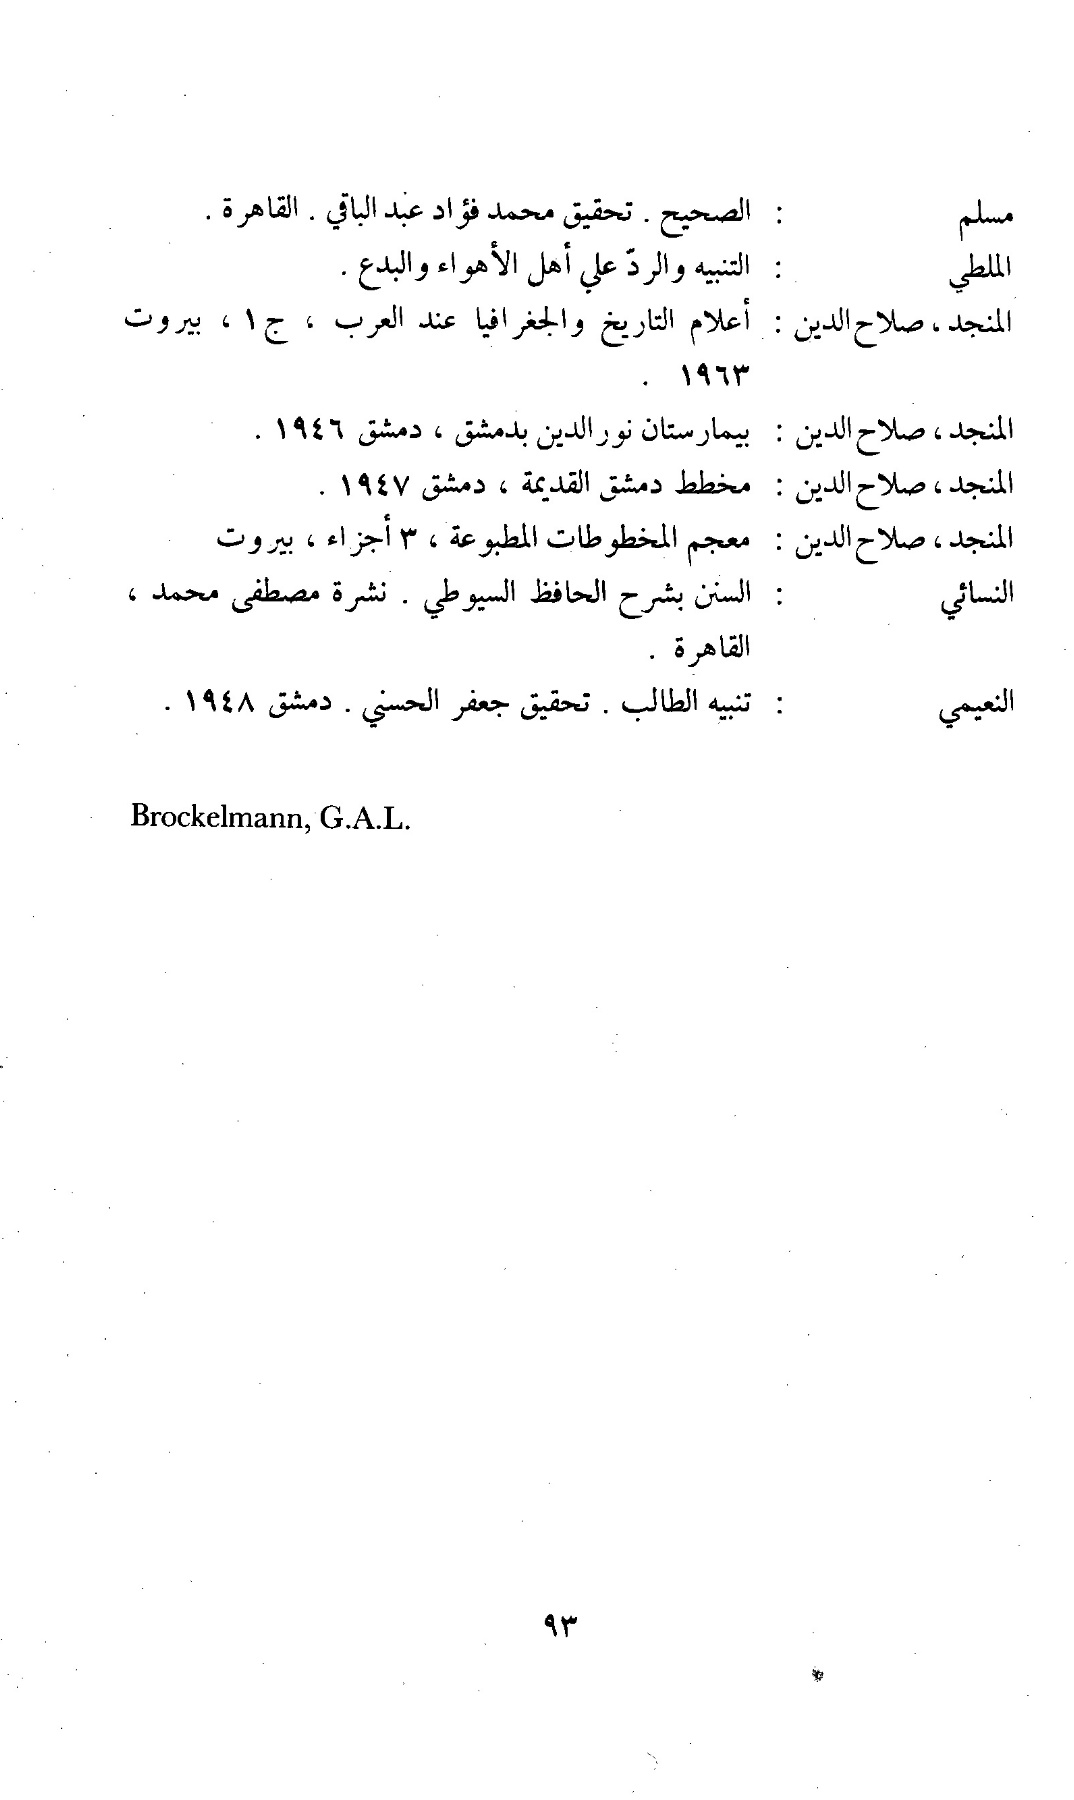 مسلم : الصحيح . تحقيق محمد فؤاد عبد الباقي . القاهرة .
الملطي : التنبيه والردّ علي أهل الأهواء والبدع .
المنجد ، صلاح الدين : أعلام التاريخ والجغرافيا عند العرب ، ج ١ ، بيروت
١٩٦٣ .
المنجد ، صلاح الدين : بيمارستان نور الدين بدمشق ، دمشق ١٩٤٦ .
المنجد ، صلاح الدين : مخطط دمشق القديمة ، دمشق ١٩٤٧ .
المنجد ، صلاح الدين : معجم المخطوطات المطبوعة ، ٣ أجزاء ، بيروت
النسائي : السنن بشرح الحافظ السيوطي . نشرة مصطفى محمد ،
القاهرة .
النعيمي : تنبيه الطالب . تحقيق جعفر الحسني . دمشق ١٩٤٨ .
Brockelmann, G.A.L.
٩٣